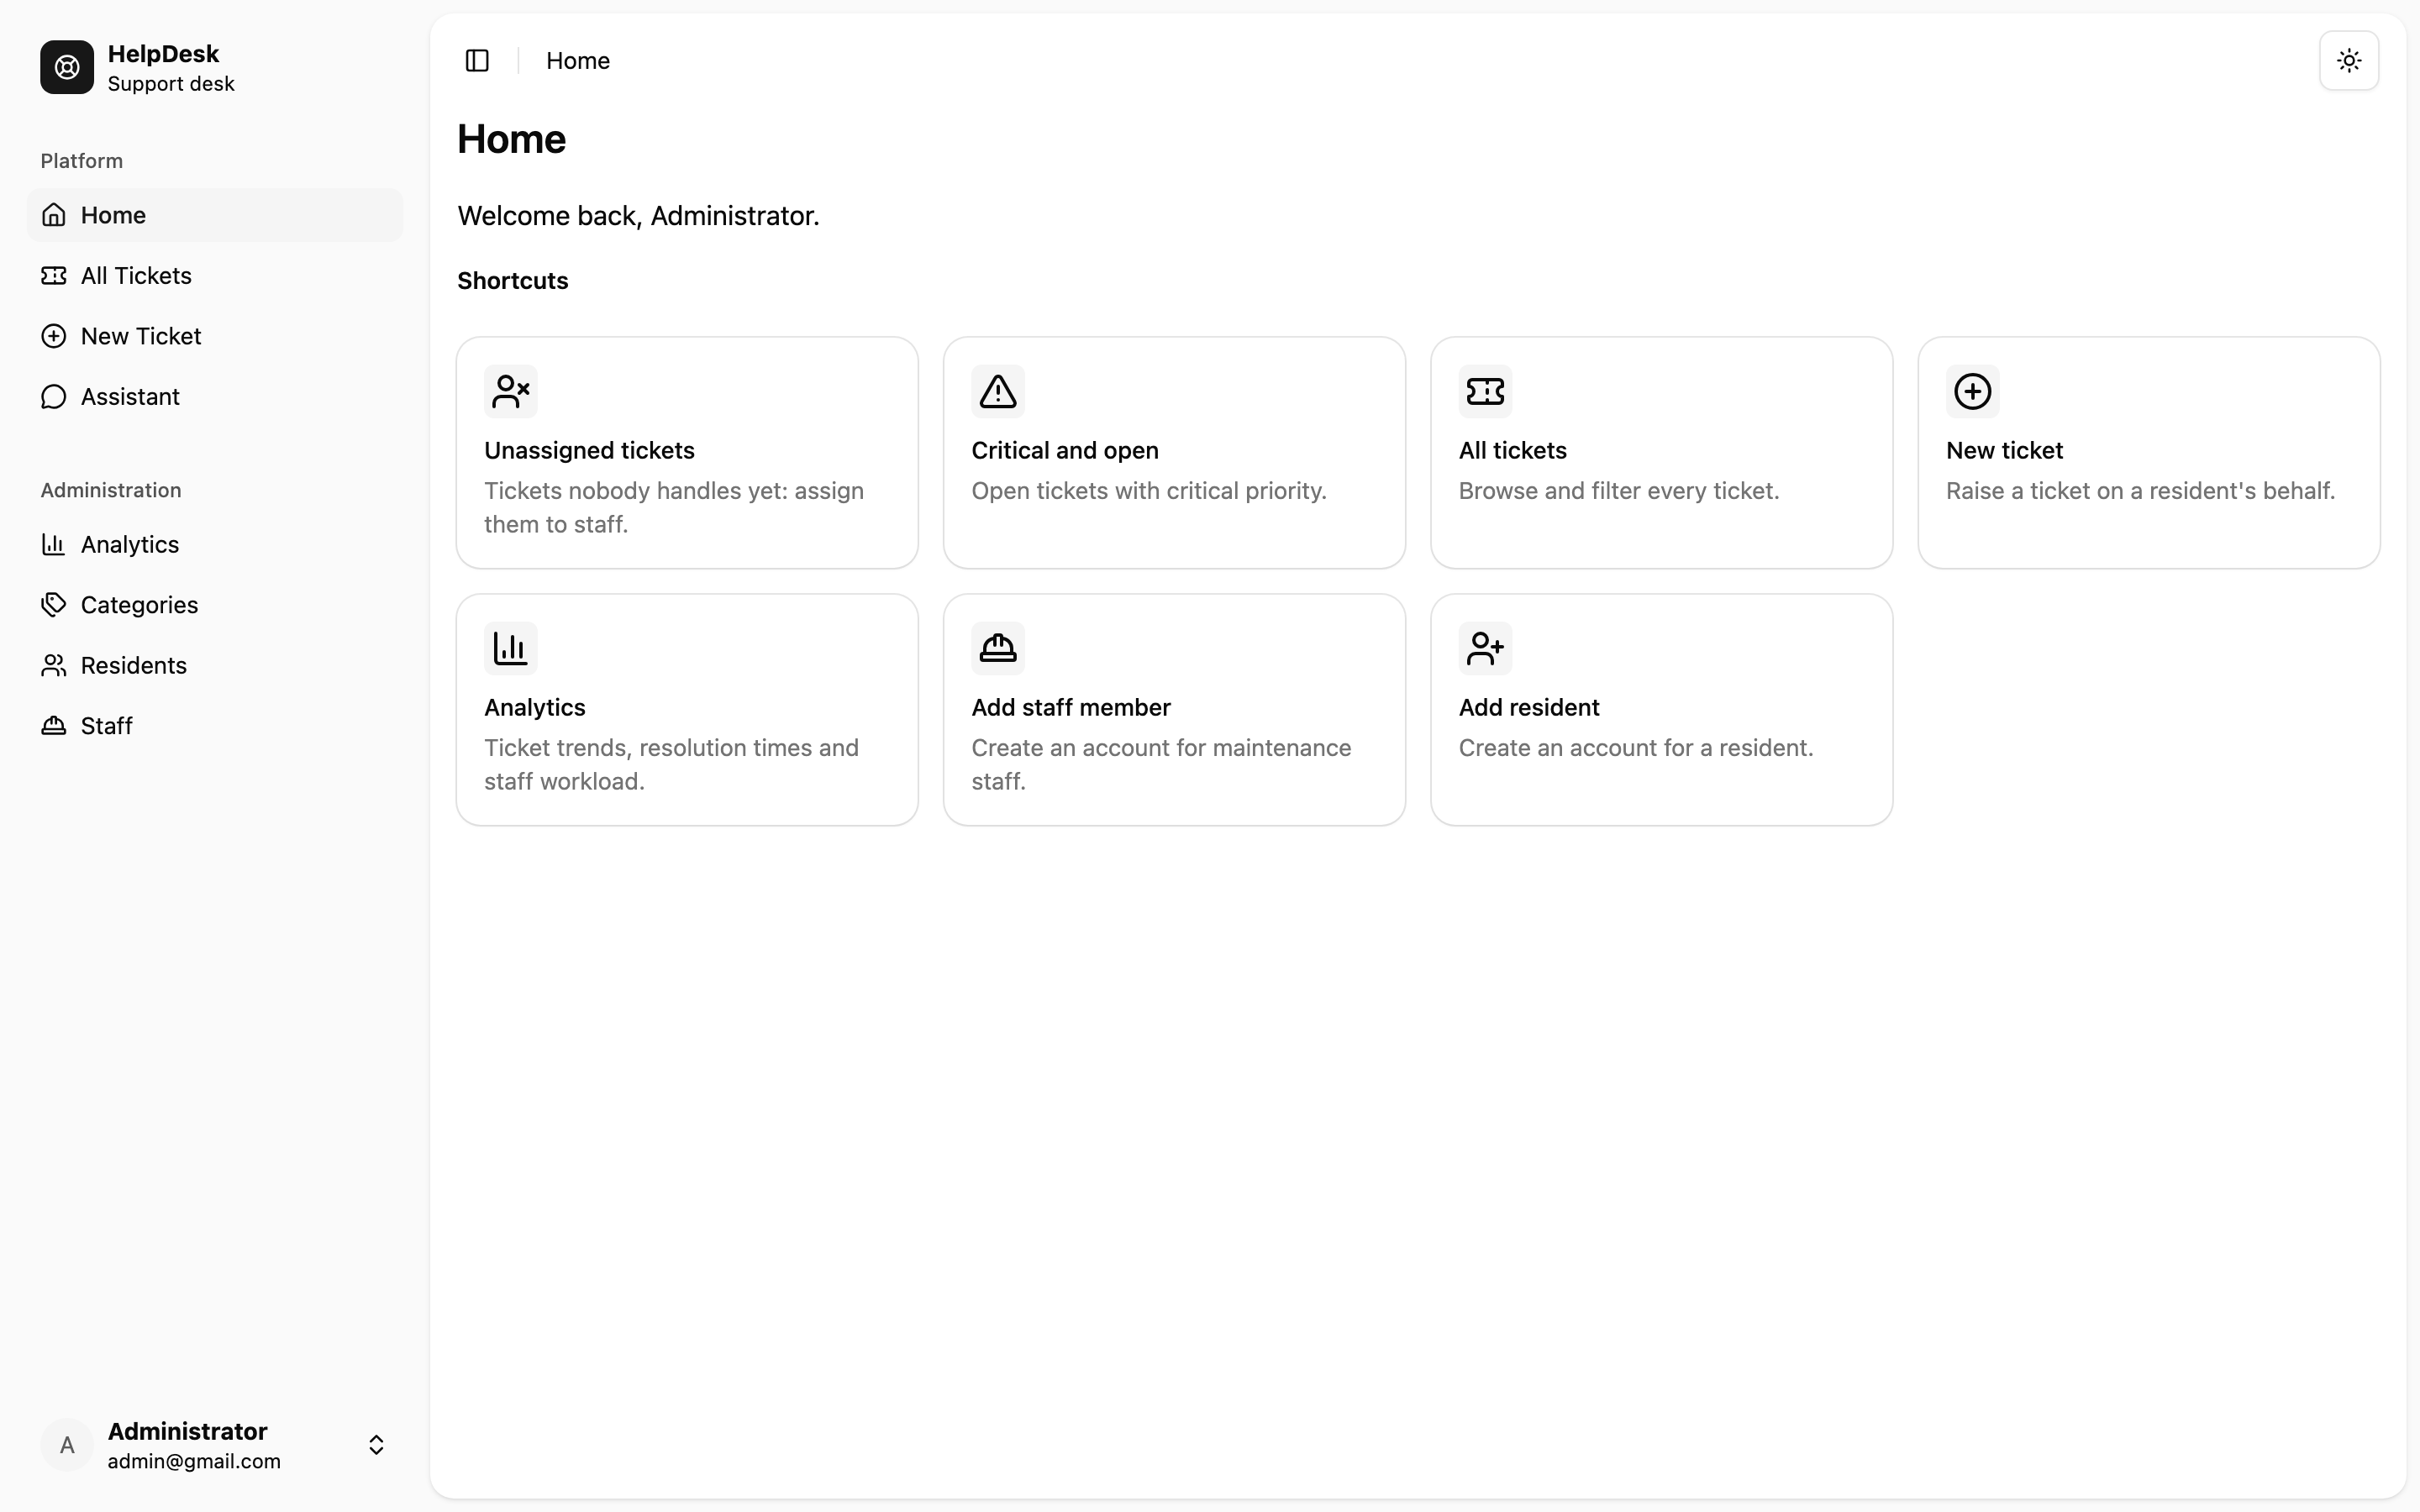 HelpDesk
Support desk
Platform
Home
All Tickets
New Ticket
Assistant
Administration
Analytics
Categories
Residents
Staff
A
Administrator
admin@gmail.com
Home
Home
Welcome back, Administrator.
Shortcuts
Unassigned tickets
Tickets nobody handles yet: assign
them to staff.
Critical and open
Open tickets with critical priority.
All tickets
Browse and filter every ticket.
New ticket
Raise a ticket on a resident's behalf.
Analytics
Ticket trends, resolution times and
staff workload.
Add staff member
Create an account for maintenance
staff.
Add resident
Create an account for a resident.